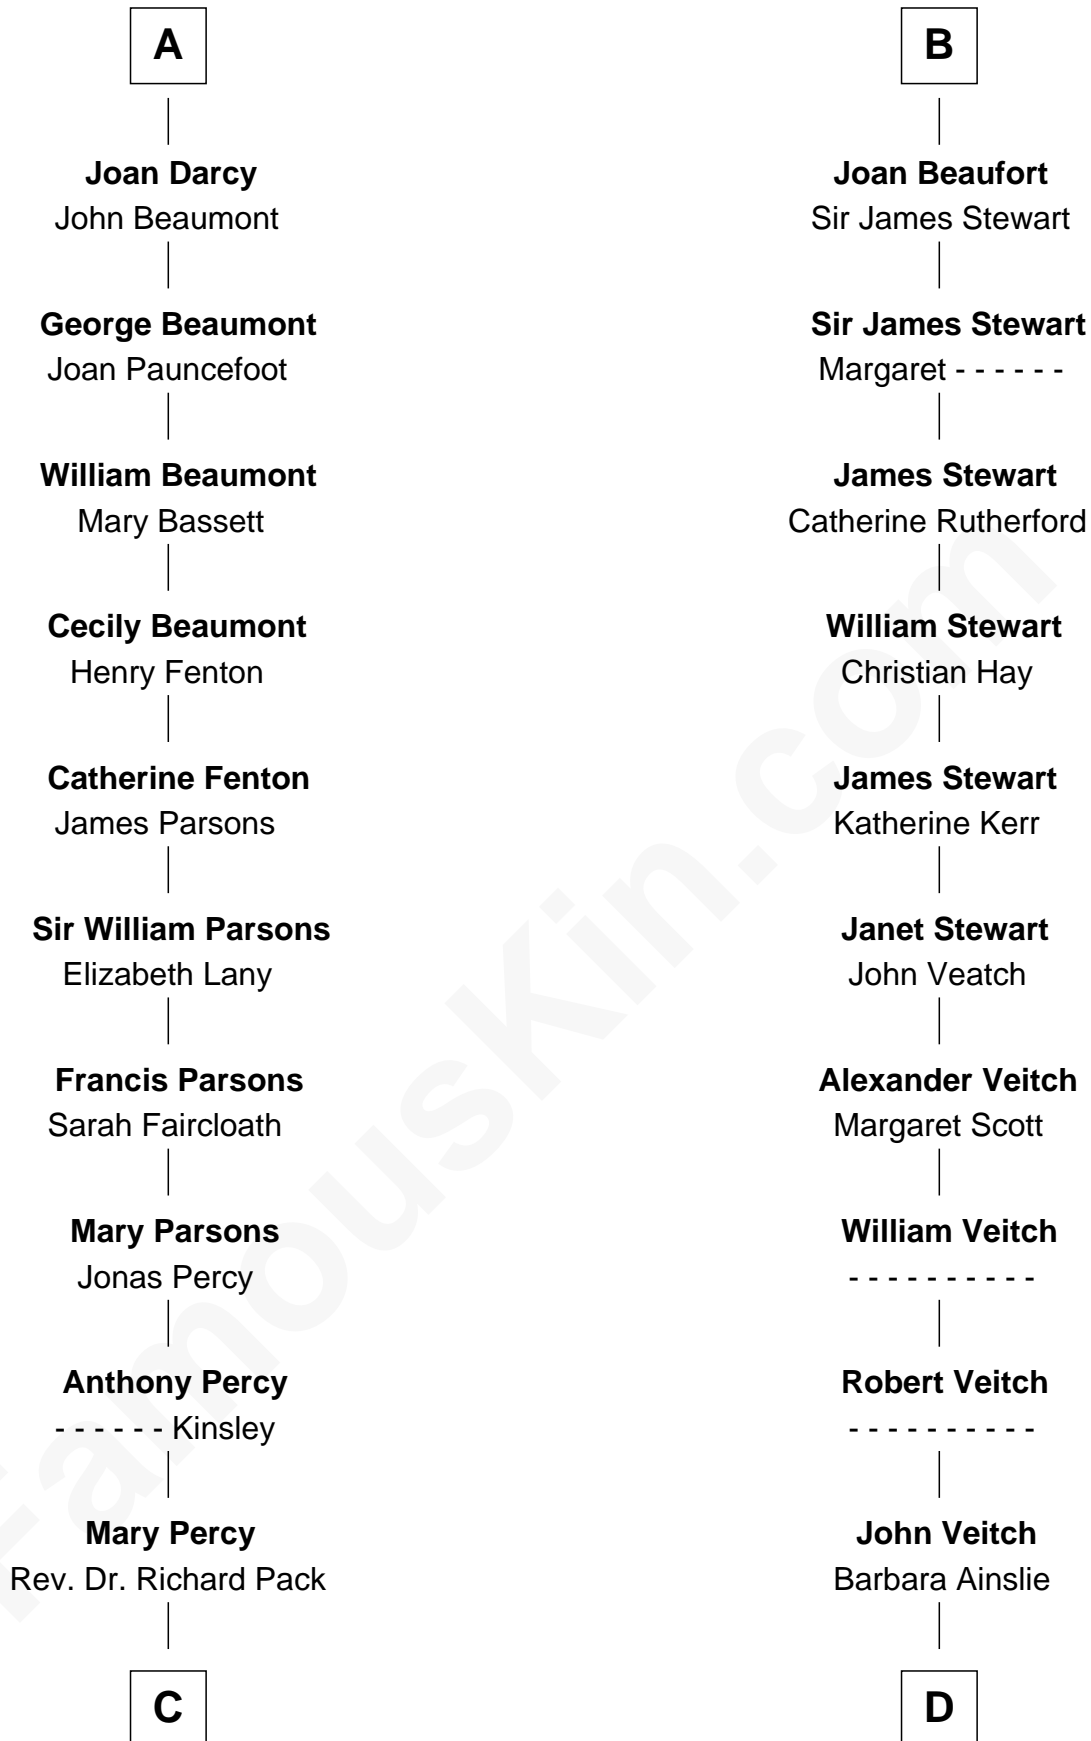 A
Joan Darcy
John Beaumont
George Beaumont
Joan Pauncefoot
William Beaumont
Mary Bassett
Cecily Beaumont
Henry Fenton
Catherine Fenton
James Parsons
Sir William Parsons
Elizabeth Lany
Francis Parsons
Sarah Faircloath
Mary Parsons
Jonas Percy
Anthony Percy
- - - - - - Kinsley
Mary Percy
Rev. Dr. Richard Pack
C
B
Joan Beaufort
Sir James Stewart
Sir James Stewart
Margaret - - - - - -
James Stewart
Catherine Rutherford
William Stewart
Christian Hay
James Stewart
Katherine Kerr
Janet Stewart
John Veatch
Alexander Veitch
Margaret Scott
William Veitch
- - - - - - - - - -
Robert Veitch
- - - - - - - - - -
John Veitch
Barbara Ainslie
D
FamousKin.com